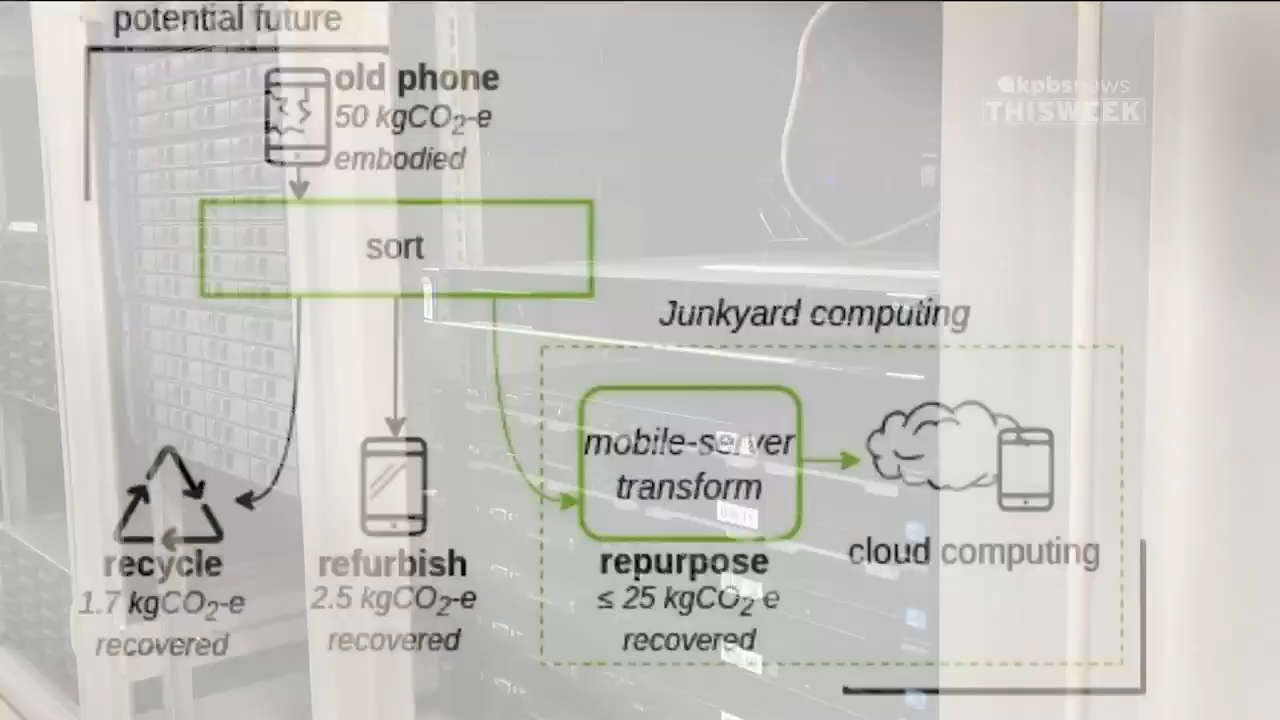 potential future
old phone
50 kgCO₂-e
embodied
sort
Junkyard computing
mobile-server
transform
recycle
1.7 kgCO₂-e
recovered
refurbish
2.5 kgCO₂-e
recovered
repurpose
≤ 25 kgCO₂-e
recovered
cloud computing
kpbsnews
THISWEEK